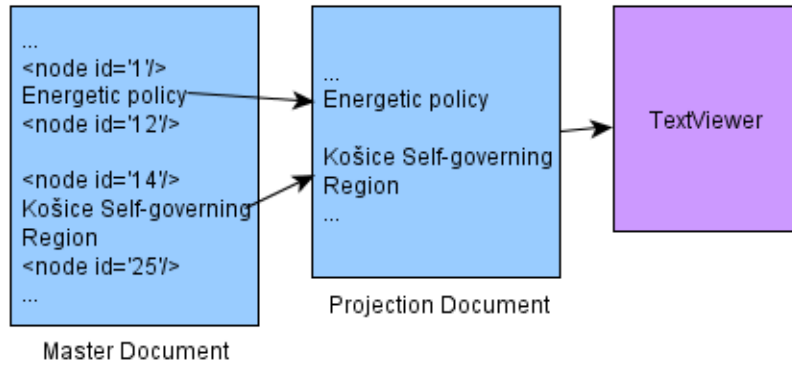 ...
<node id='1'/>
Energetic policy
<node id='12'/>
<node id='14'/>
Košice Self-governing
Region
<node id='25'/>
...
Master Document
...
Energetic policy
Košice Self-governing
Region
...
Projection Document
TextViewer